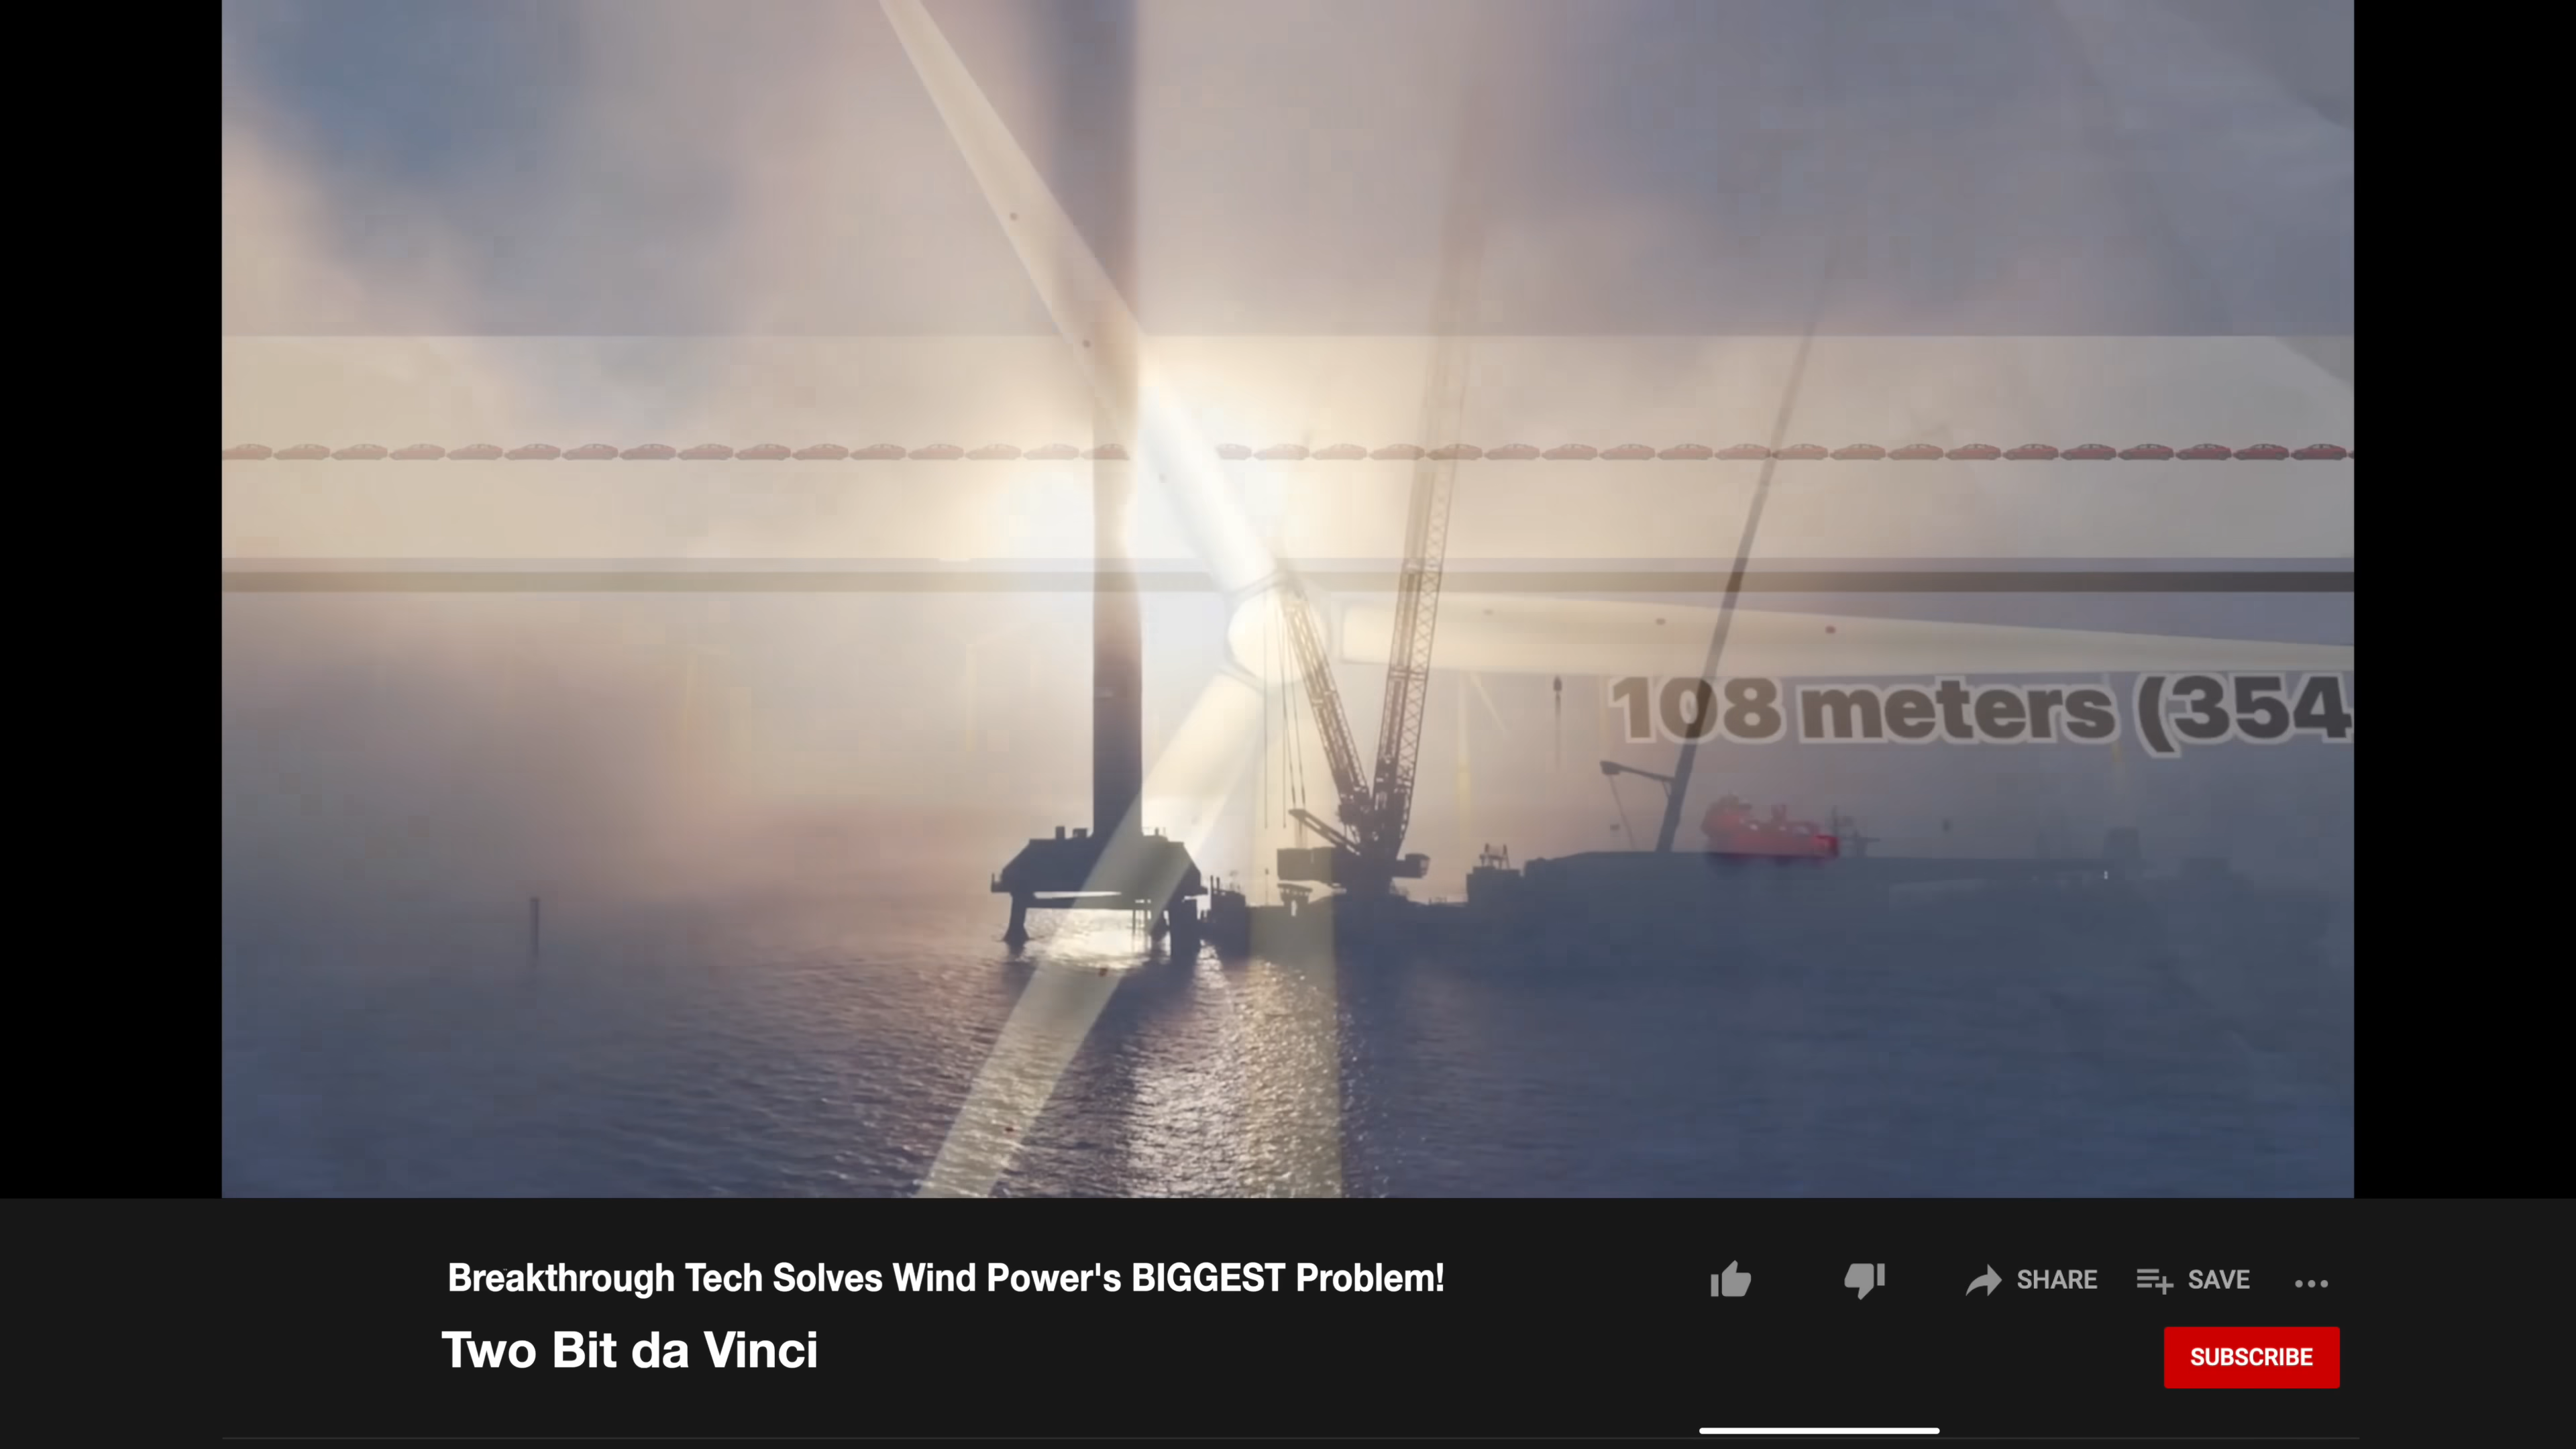 108 meters (354
Breakthrough Tech Solves Wind Power's BIGGEST Problem!
SHARE
SAVE
Two Bit da Vinci
SUBSCRIBE